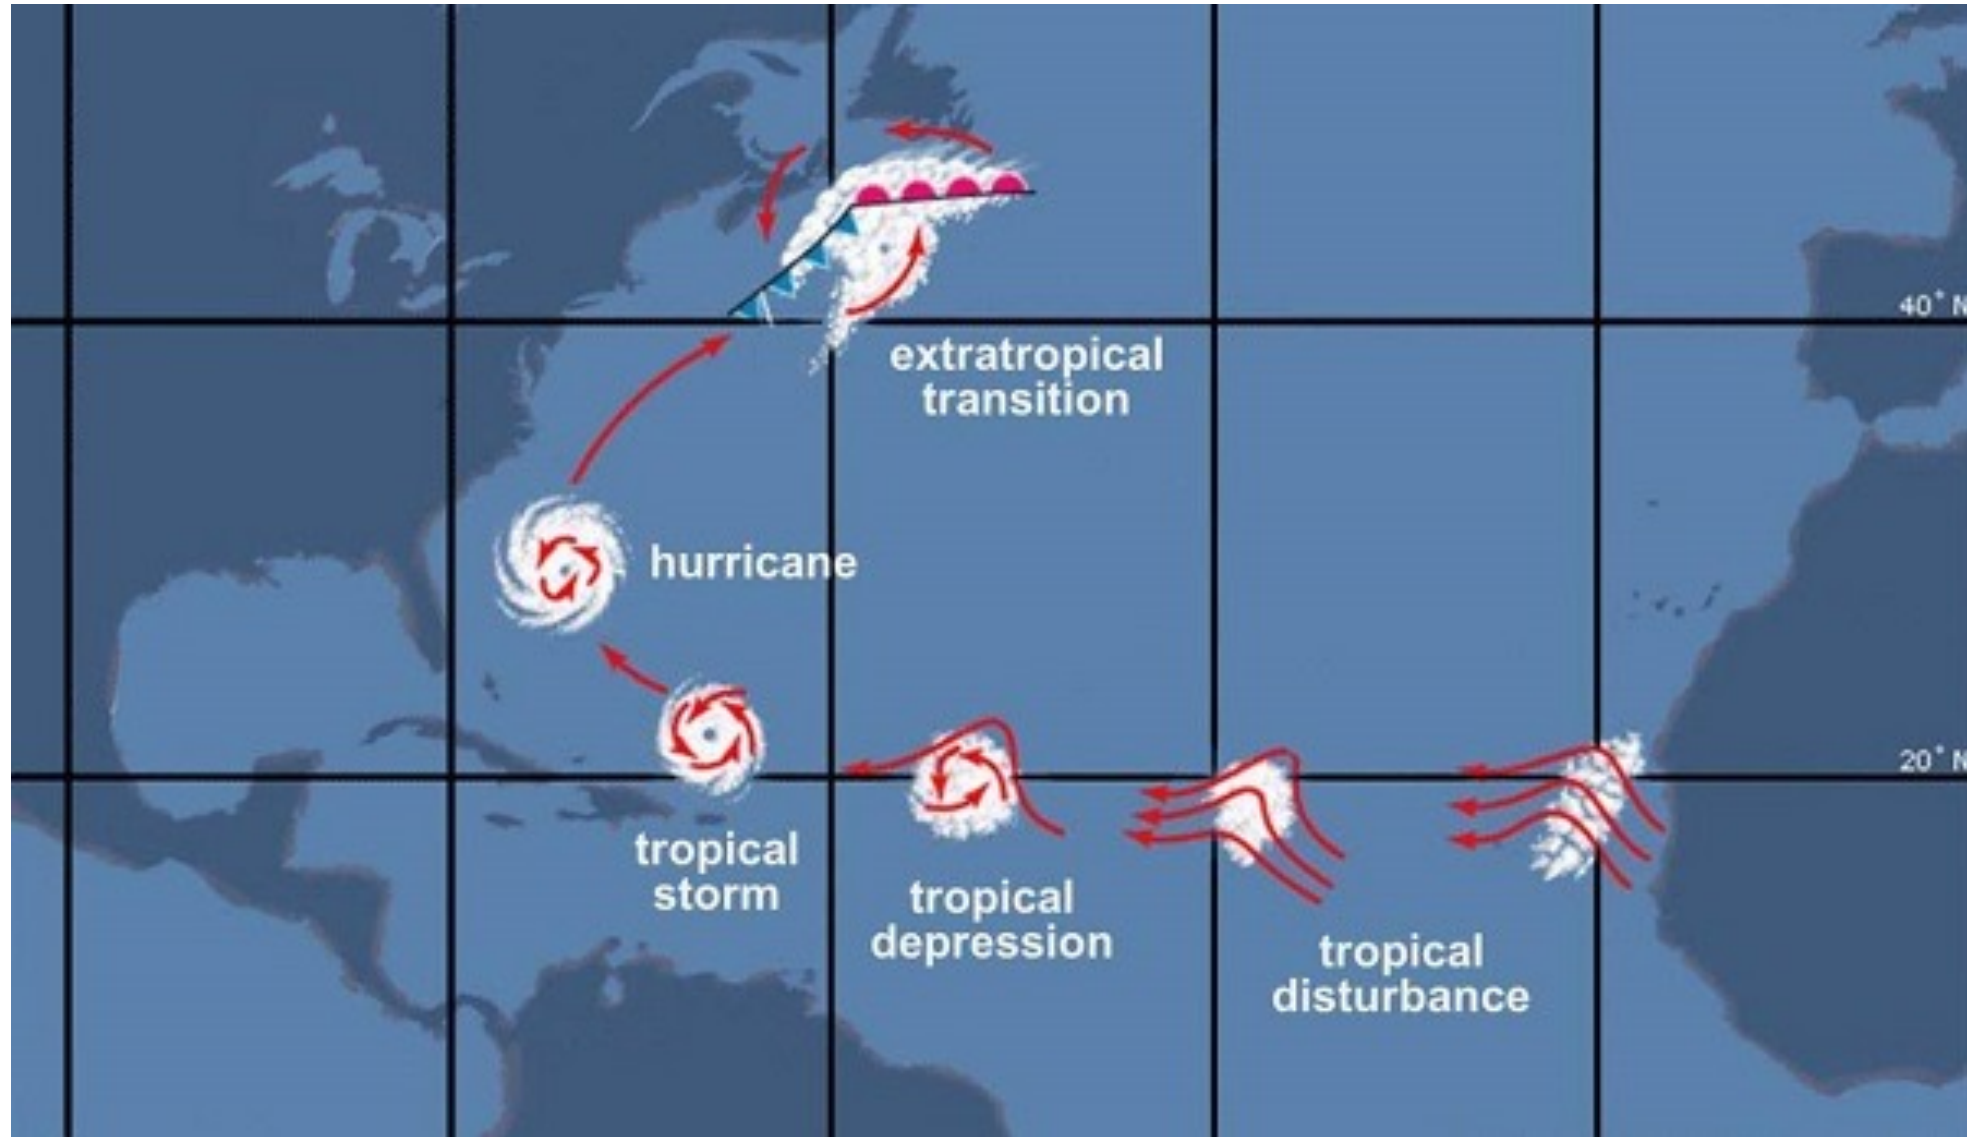 40° N
extratropical
transition
hurricane
20° N
tropical
storm
tropical
depression
tropical
disturbance